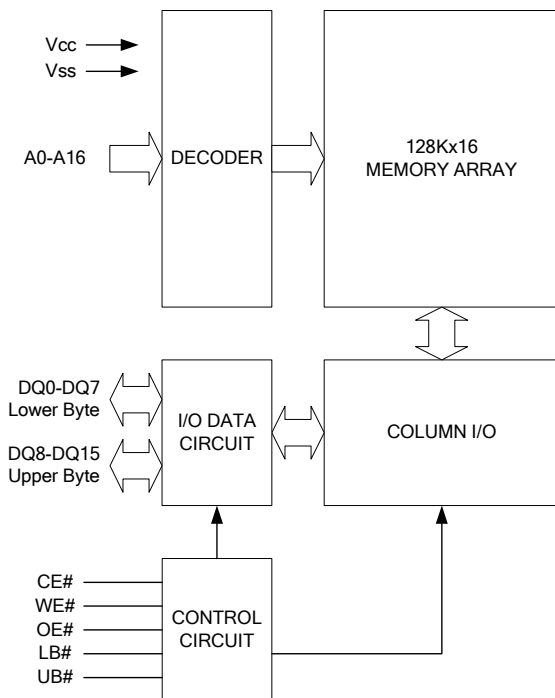 Vcc
Vss
A0-A16
DECODER
128Kx16
MEMORY ARRAY
DQ0-DQ7
Lower Byte
DQ8-DQ15
Upper Byte
I/O DATA
CIRCUIT
COLUMN I/O
CE#
WE#
OE#
LB#
UB#
CONTROL
CIRCUIT